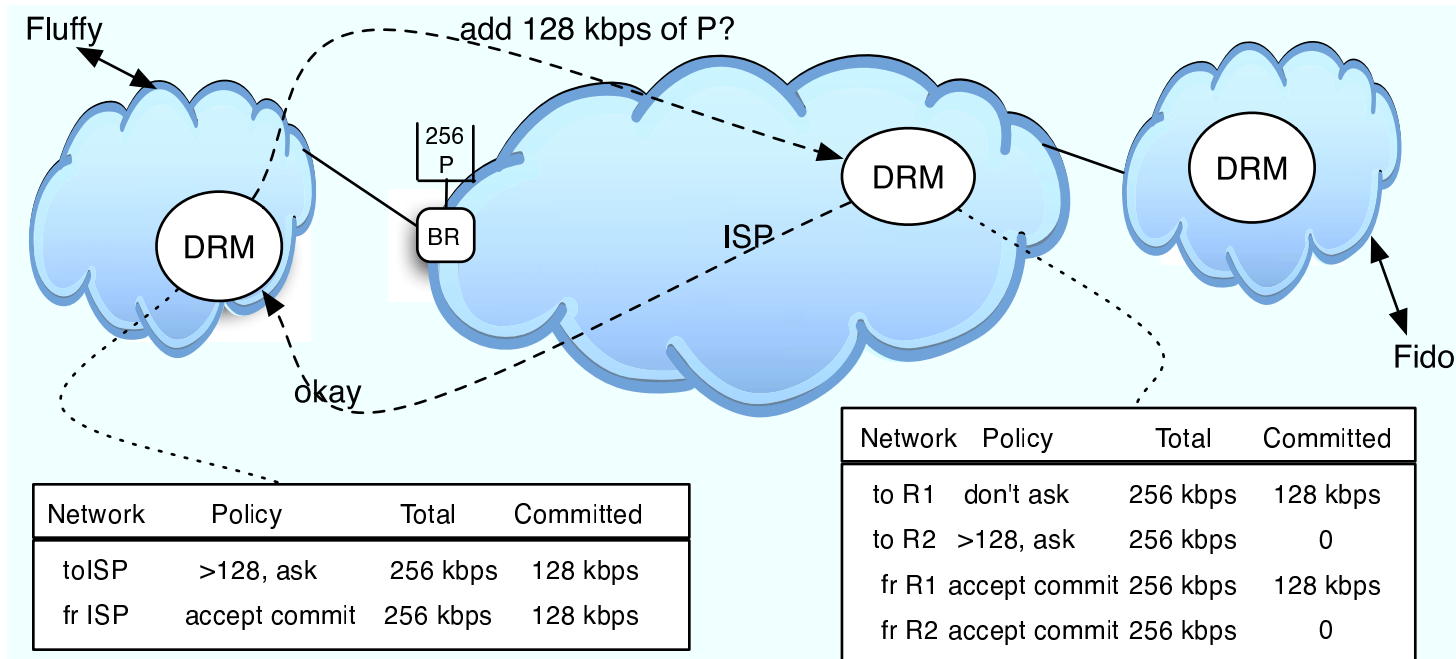 Fluffy
add 128 kbps of P?
256
P
BR
DRM
DRM
DRM
ISP
okay
Fido
Network Policy Total Committed
toISP >128, ask 256 kbps 128 kbps
fr ISP accept commit 256 kbps 128 kbps
Network Policy Total Committed
to R1 don't ask 256 kbps 128 kbps
to R2 >128, ask 256 kbps 0
fr R1 accept commit 256 kbps 128 kbps
fr R2 accept commit 256 kbps 0